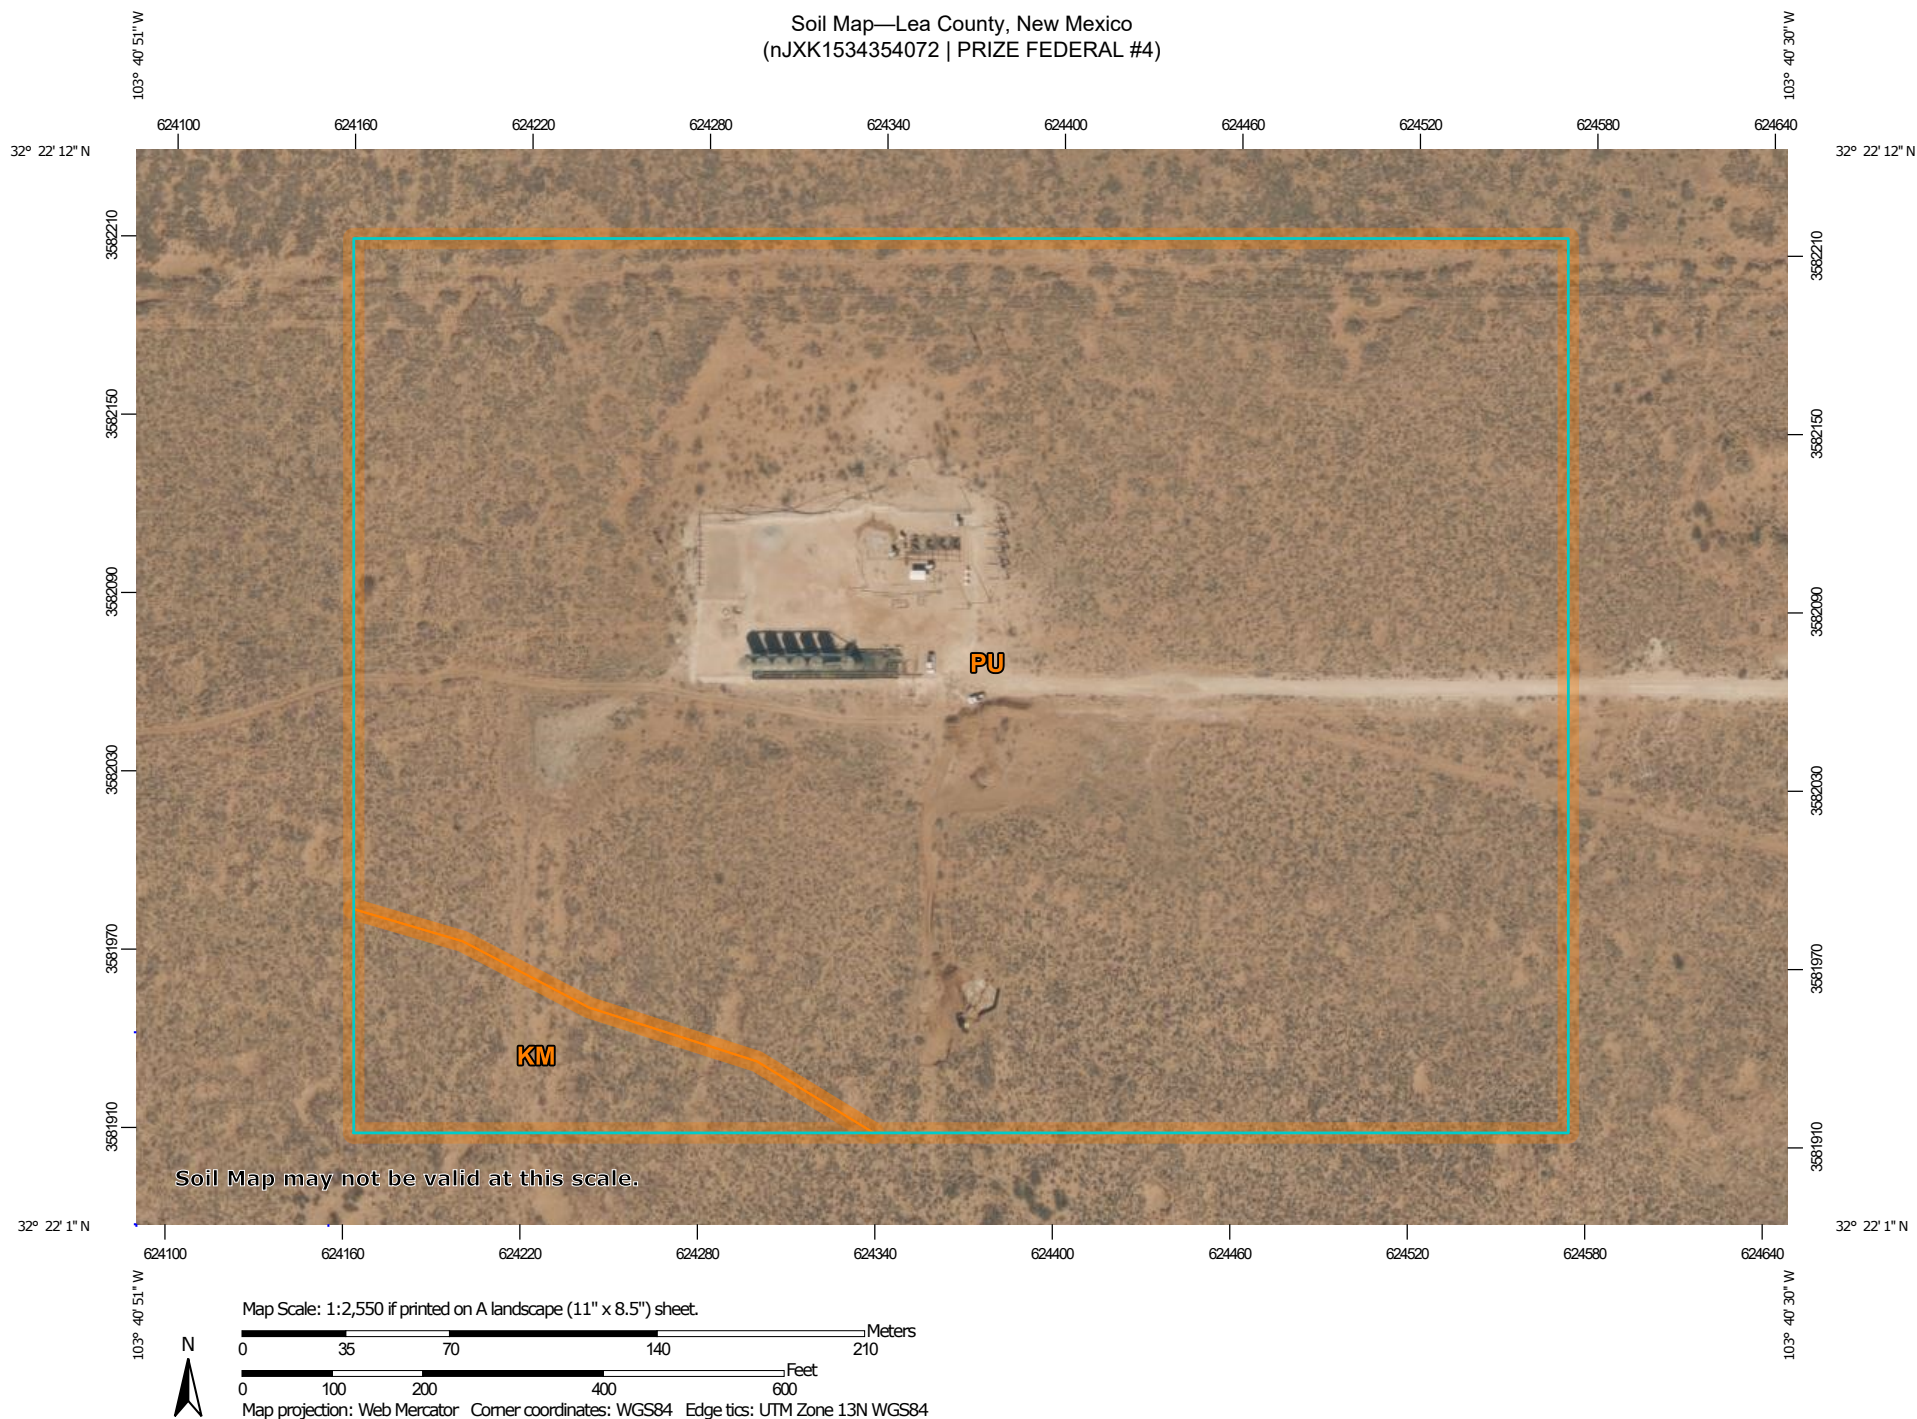 Soil Map—Lea County, New Mexico
(nJXK1534354072 | PRIZE FEDERAL #4)
103° 40' 51'' W
103° 40' 30'' W
624100 624160 624220 624280 624340 624400 624460 624520 624580 624640
32° 22' 12'' N
32° 22' 12'' N
3582210
3582210
3582150
3582150
3582090
3582090
PU
3582030
3582030
3581970
3581970
KM
3581910
3581910
Soil Map may not be valid at this scale.
32° 22' 1'' N
32° 22' 1'' N
624100 624160 624220 624280 624340 624400 624460 624520 624580 624640
103° 40' 51'' W
103° 40' 30'' W
Map Scale: 1:2,550 if printed on A landscape (11" x 8.5") sheet.
Meters
0 35 70 140 210
Feet
0 100 200 400 600
N
Map projection: Web Mercator Corner coordinates: WGS84 Edge tics: UTM Zone 13N WGS84